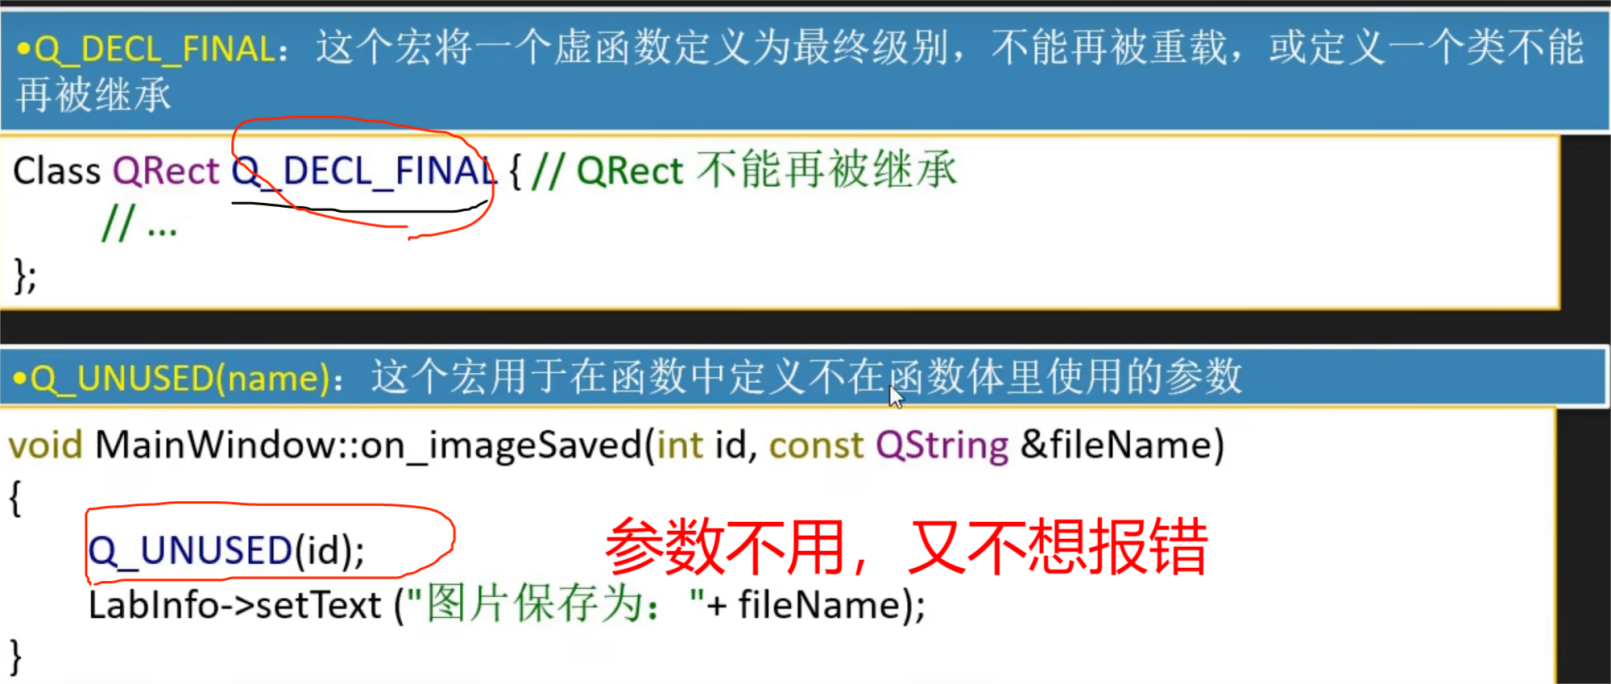 •Q_DECL_FINAL：这个宏将一个虚函数定义为最终级别，不能再被重载，或定义一个类不能
再被继承
Class QRect Q_DECL_FINAL { // QRect 不能再被继承
// ...
};
•Q_UNUSED(name)：这个宏用于在函数中定义不在函数体里使用的参数
void MainWindow::on_imageSaved(int id, const QString &fileName)
{
Q_UNUSED(id);
参数不用，又不想报错
LabInfo->setText ("图片保存为："+ fileName);
}